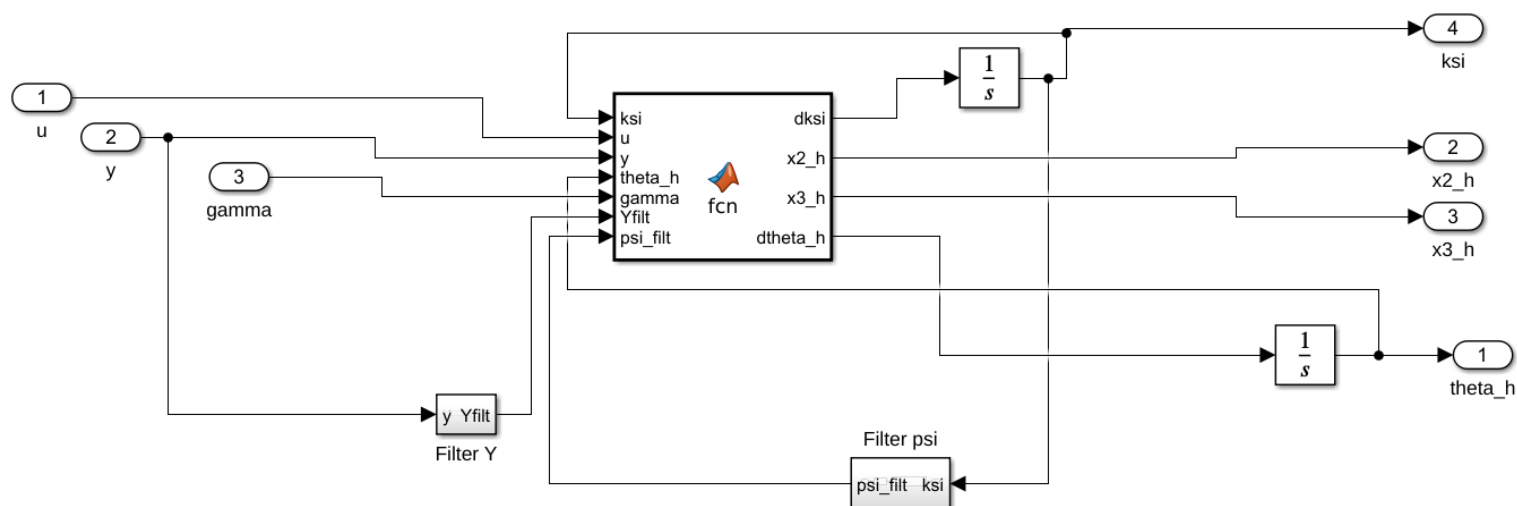 4
ksi
1
s
1
u
2
y
3
gamma
ksi
u
y
theta_h
gamma
Yfilt
psi_filt
fcn
dksi
x2_h
x3_h
dtheta_h
2
x2_h
3
x3_h
1
s
1
theta_h
y Yfilt
Filter Y
Filter psi
psi_filt ksi